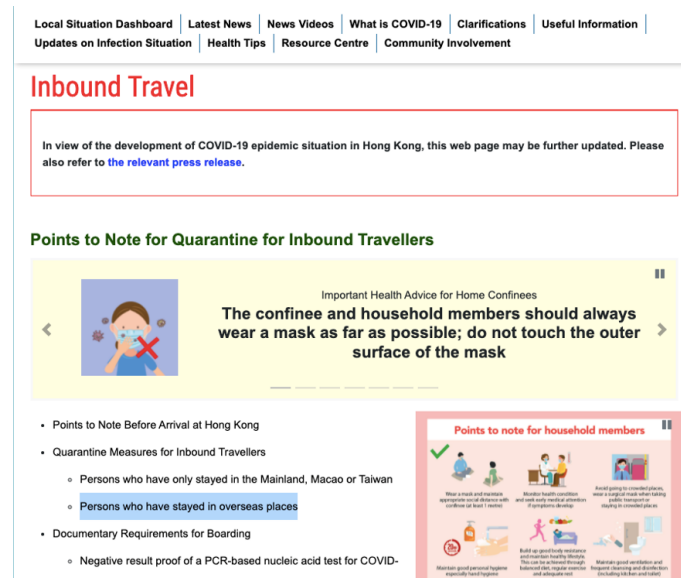 Local Situation Dashboard | Latest News | News Videos | What is COVID-19 | Clarifications | Useful Information |
Updates on Infection Situation | Health Tips | Resource Centre | Community Involvement
Inbound Travel
In view of the development of COVID-19 epidemic situation in Hong Kong, this web page may be further updated. Please
also refer to the relevant press release.
Points to Note for Quarantine for Inbound Travellers
Important Health Advice for Home Confinees
The confinee and household members should always
wear a mask as far as possible; do not touch the outer
surface of the mask
Points to Note Before Arrival at Hong Kong
Quarantine Measures for Inbound Travellers
Persons who have only stayed in the Mainland, Macao or Taiwan
Persons who have stayed in overseas places
Documentary Requirements for Boarding
Negative result proof of a PCR-based nucleic acid test for COVID-
Points to note for household members
Wear a mask and maintain
appropriate social distance with
confinee (at least 1 metre)
Monitor health condition
and seek early medical attention
if symptoms develop
Avoid going to crowded places,
wear a surgical mask when taking
public transport or
staying in crowded places
Maintain good personal hygiene
especially hand hygiene
Build up good body resistance
and maintain healthy lifestyle.
This can be achieved through
balanced diet, regular exercise
and adequate rest
Maintain good ventilation and
frequent cleansing and disinfection
(including kitchen and toilet)